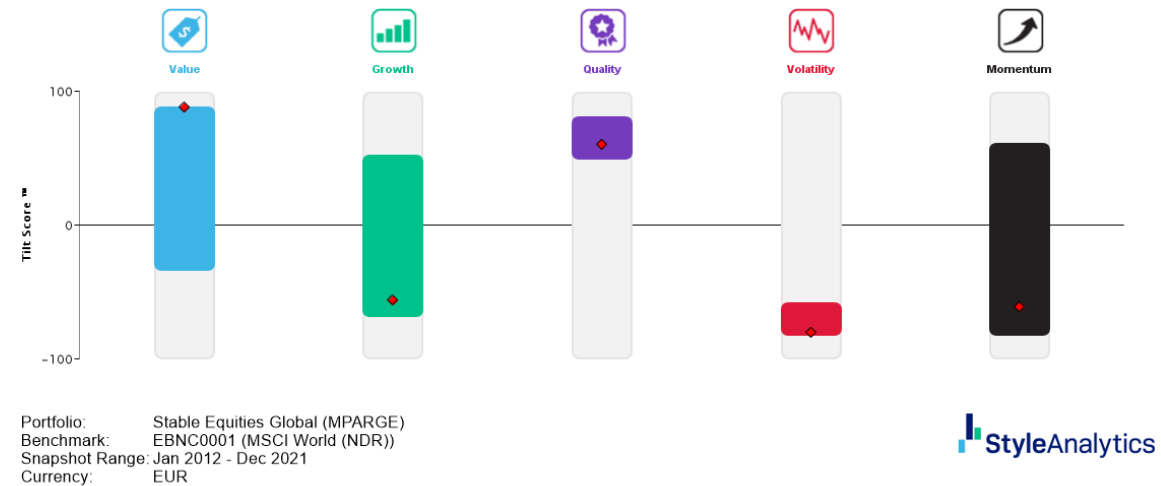 Value Growth Quality Volatility Momentum
100
0
-100
Tilt Score ™
Portfolio: Stable Equities Global (MPARGE)
Benchmark: EBNC0001 (MSCI World (NDR))
Snapshot Range: Jan 2012 - Dec 2021
Currency: EUR
StyleAnalytics